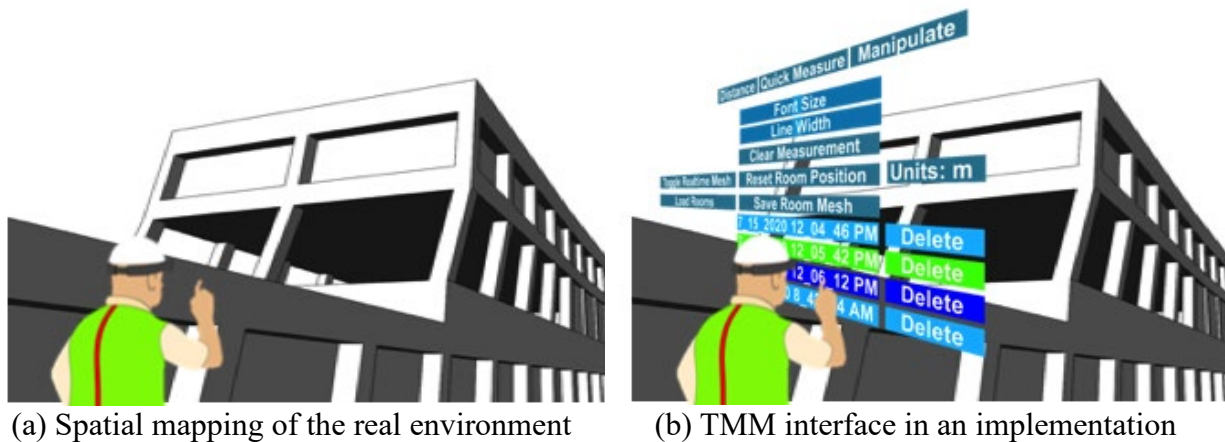 Distance Quick Measure Manipulate
Font Size
Line Width
Clear Measurement
Toggle Realtime Mesh Reset Room Position Units: m
Load Rooms Save Room Mesh
7_15_2020 12_04_46 PM Delete
12_05_42 PM Delete
12_06_12 PM Delete
4 AM Delete
(a) Spatial mapping of the real environment (b) TMM interface in an implementation